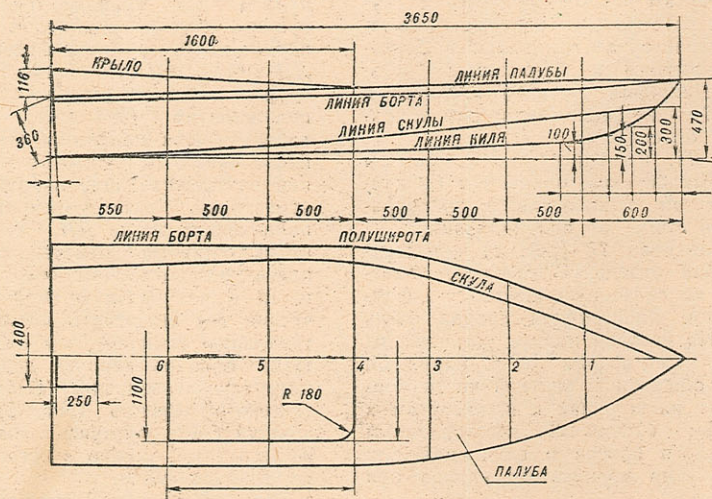 3650
1600
КРЫЛО
ЛИНИЯ ПАЛУБЫ
116
ЛИНИЯ БОРТА
360
ЛИНИЯ СКУЛЫ
ЛИНИЯ КИЛЯ
100
150
200
300
470
550
500
500
500
500
500
600
ЛИНИЯ БОРТА
ПОЛУШКРОТА
СКУЛА
400
250
6
5
4
3
2
1
1100
R 180
ПАЛУБА